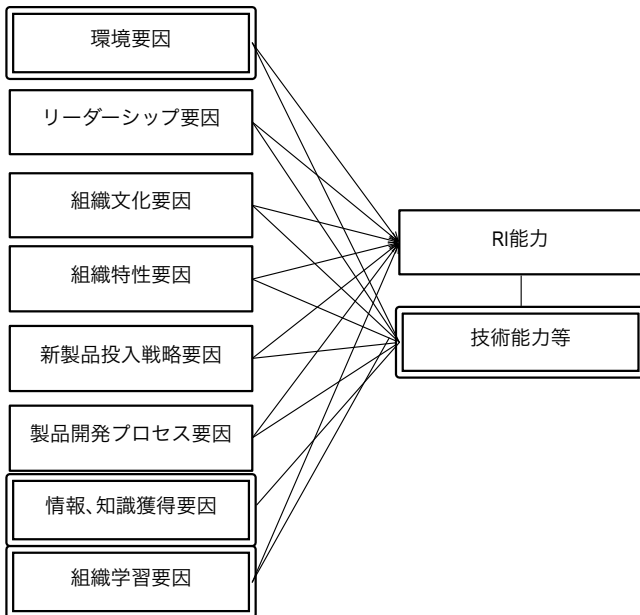 環境要因
リーダーシップ要因
組織文化要因
組織特性要因
新製品投入戦略要因
製品開発プロセス要因
情報、知識獲得要因
組織学習要因
RI能力
技術能力等